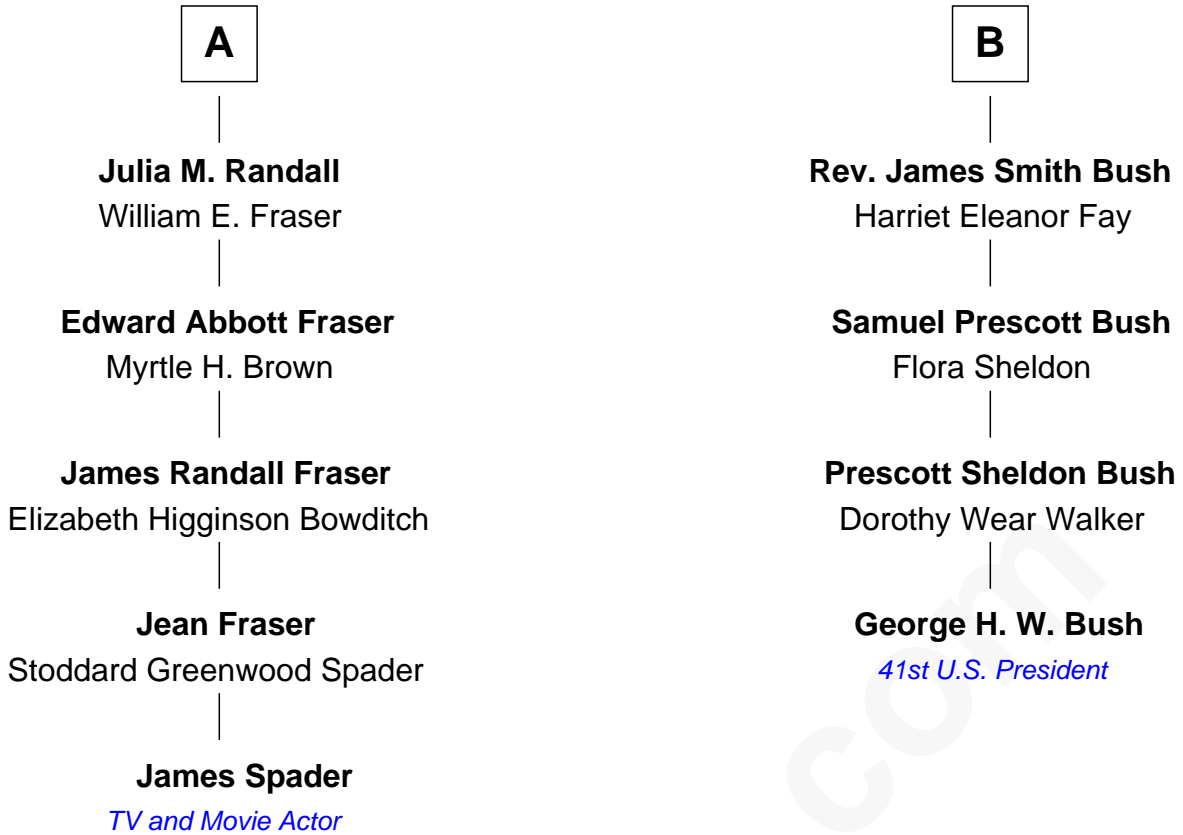 A
Julia M. Randall
William E. Fraser
Edward Abbott Fraser
Myrtle H. Brown
James Randall Fraser
Elizabeth Higginson Bowditch
Jean Fraser
Stoddard Greenwood Spader
James Spader
TV and Movie Actor
B
Rev. James Smith Bush
Harriet Eleanor Fay
Samuel Prescott Bush
Flora Sheldon
Prescott Sheldon Bush
Dorothy Wear Walker
George H. W. Bush
41st U.S. President
com